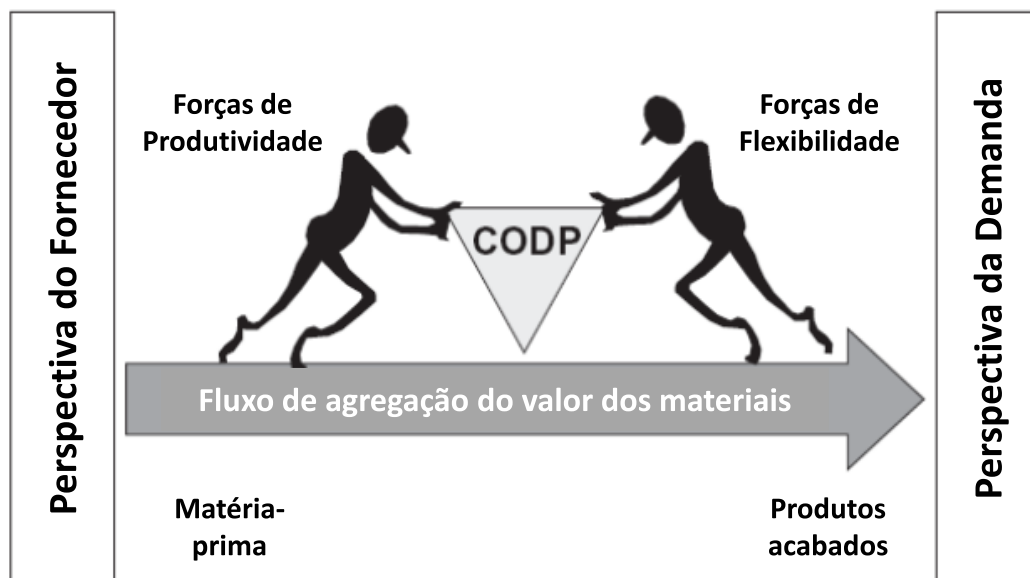 Perspectiva do Fornecedor
Forças de
Produtividade
Forças de
Flexibilidade
CODP
Fluxo de agregação do valor dos materiais
Matéria-
prima
Produtos
acabados
Perspectiva da Demanda